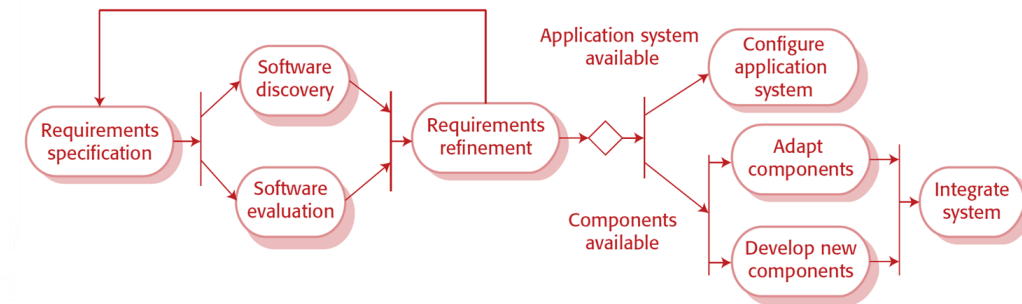 Requirements
specification
Software
discovery
Software
evaluation
Requirements
refinement
Application system
available
Configure
application
system
Components
available
Adapt
components
Develop new
components
Integrate
system